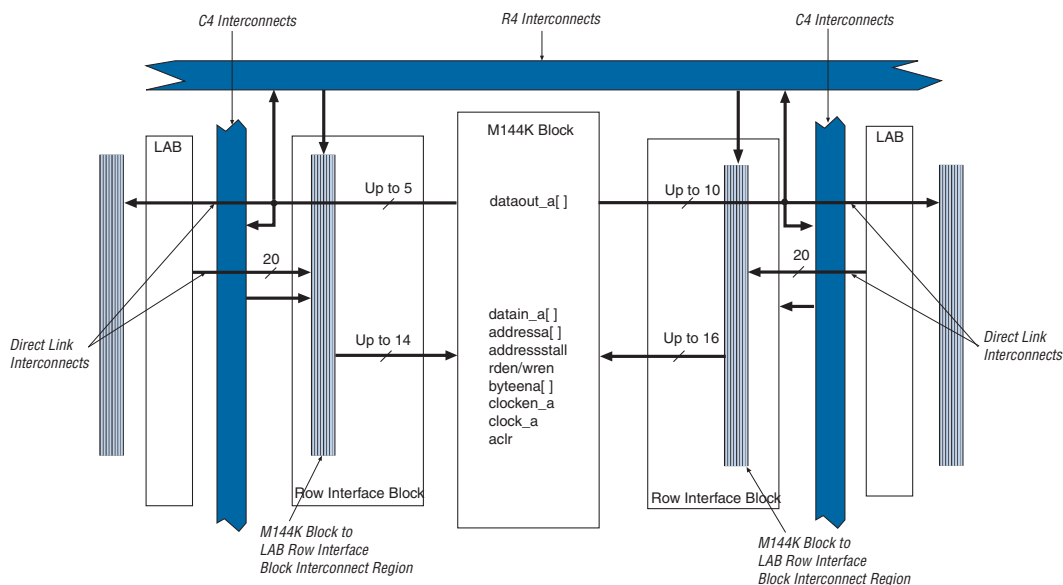 C4 Interconnects
R4 Interconnects
C4 Interconnects
M144K Block
LAB
LAB
Up to 5
dataout_a[ ]
Up to 10
20
20
datain_a[ ]
addressa[ ]
addressstall
rden/wren
byteena[ ]
clocken_a
clock_a
aclr
Up to 14
Up to 16
Direct Link
Interconnects
Direct Link
Interconnects
Row Interface Block
Row Interface Block
M144K Block to
LAB Row Interface
Block Interconnect Region
M144K Block to
LAB Row Interface
Block Interconnect Region